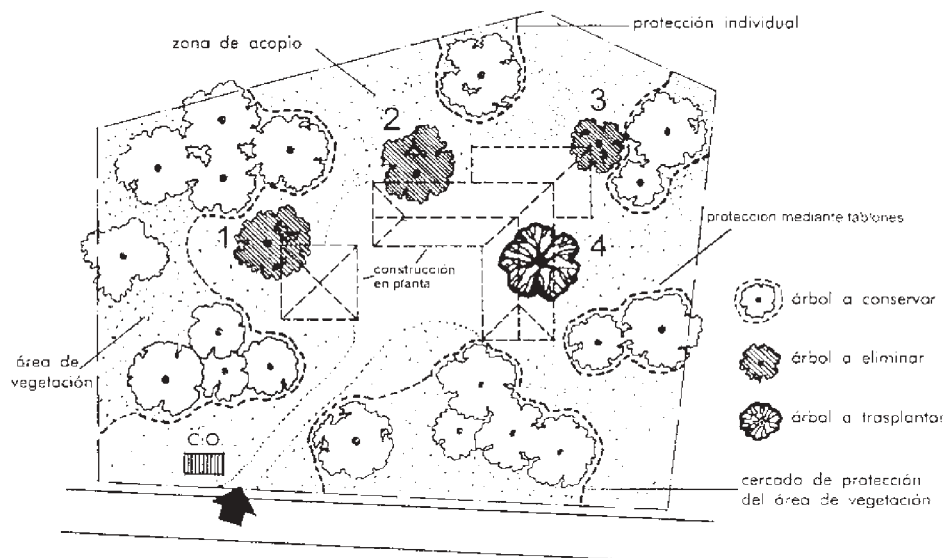 protección individual
zona de acopio
3
2
protección mediante tablones
1
4
construcción
en planta
árbol a conservar
área de
vegetación
árbol a eliminar
árbol a trasplantar
C.O.
cercado de protección
del área de vegetación